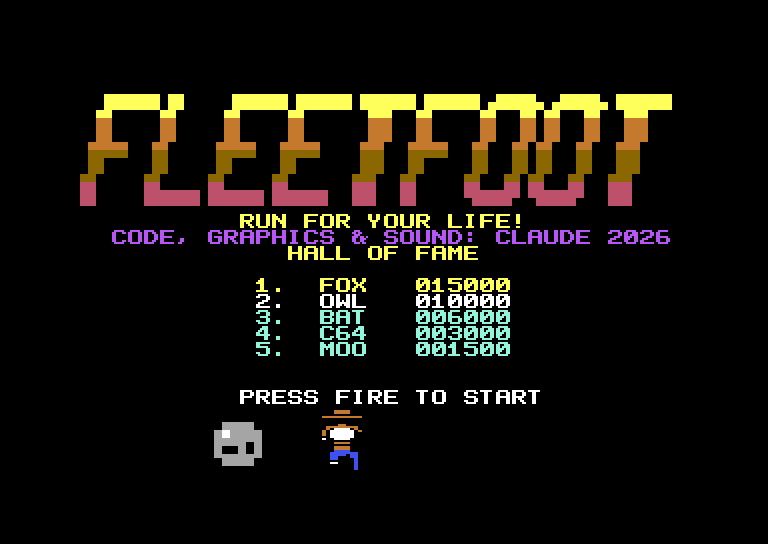 FLEETFOOT
RUN FOR YOUR LIFE!
CODE, GRAPHICS & SOUND: CLAUDE 2026
HALL OF FAME
1. FOX 015000
2. OWL 010000
3. BAT 006000
4. C64 003000
5. MOO 001500
PRESS FIRE TO START